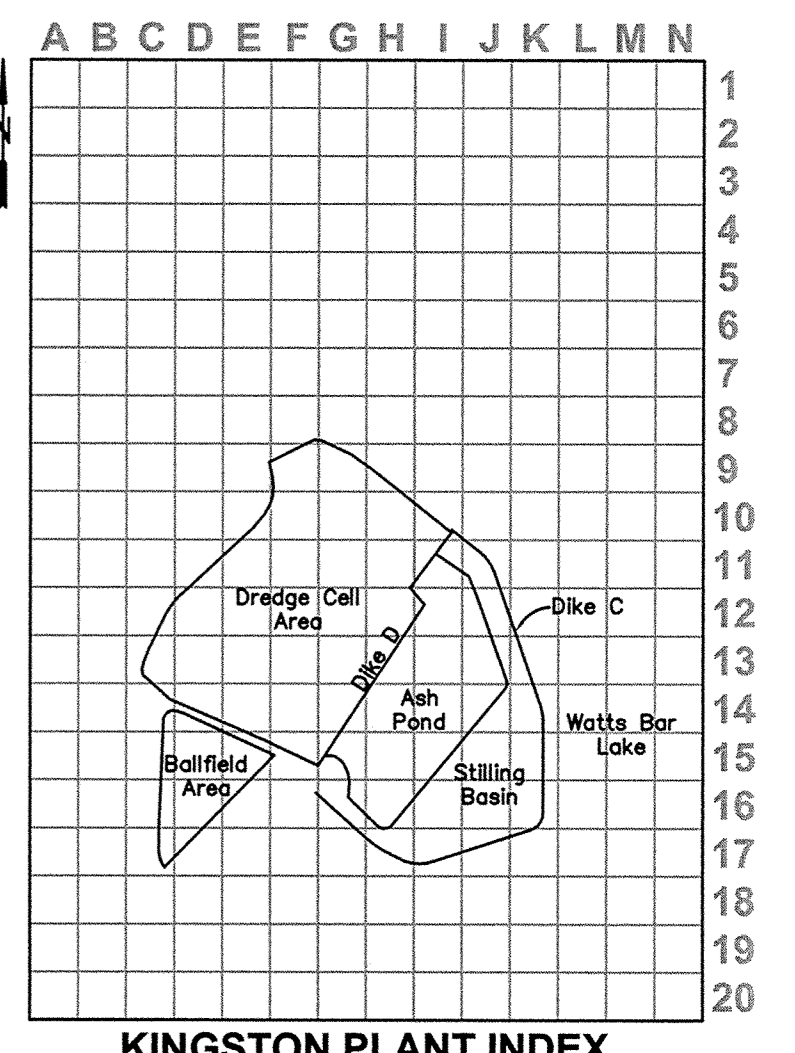 A B C D E F G H I J K L M N
N
1
2
3
4
5
6
7
8
9
10
11
12
13
14
15
16
17
18
19
20
Dredge Cell
Area
Dike C
Dike D
Ash
Pond
Watts Bar
Lake
Ballfield
Area
Stilling
Basin
KINGSTON PLANT INDEX